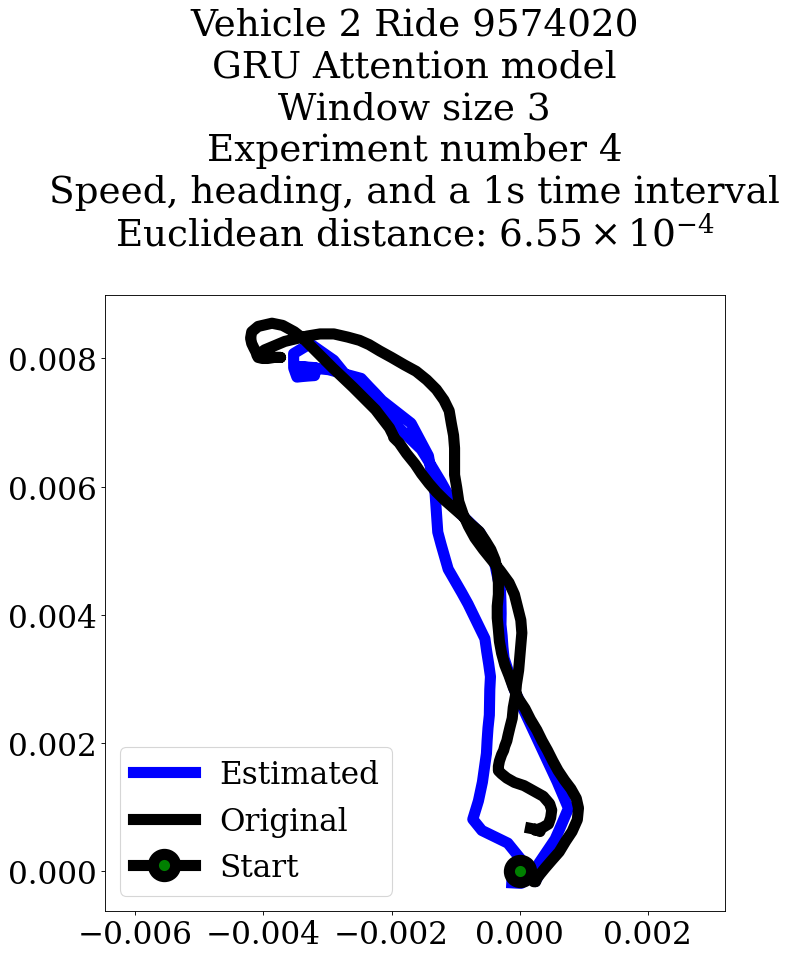 Vehicle 2 Ride 9574020
GRU Attention model
Window size 3
Experiment number 4
Speed, heading, and a 1s time interval
Euclidean distance: 6.55 × 10⁻⁴
0.008
0.006
0.004
0.002
0.000
Estimated
Original
Start
−0.006 −0.004 −0.002 0.000 0.002